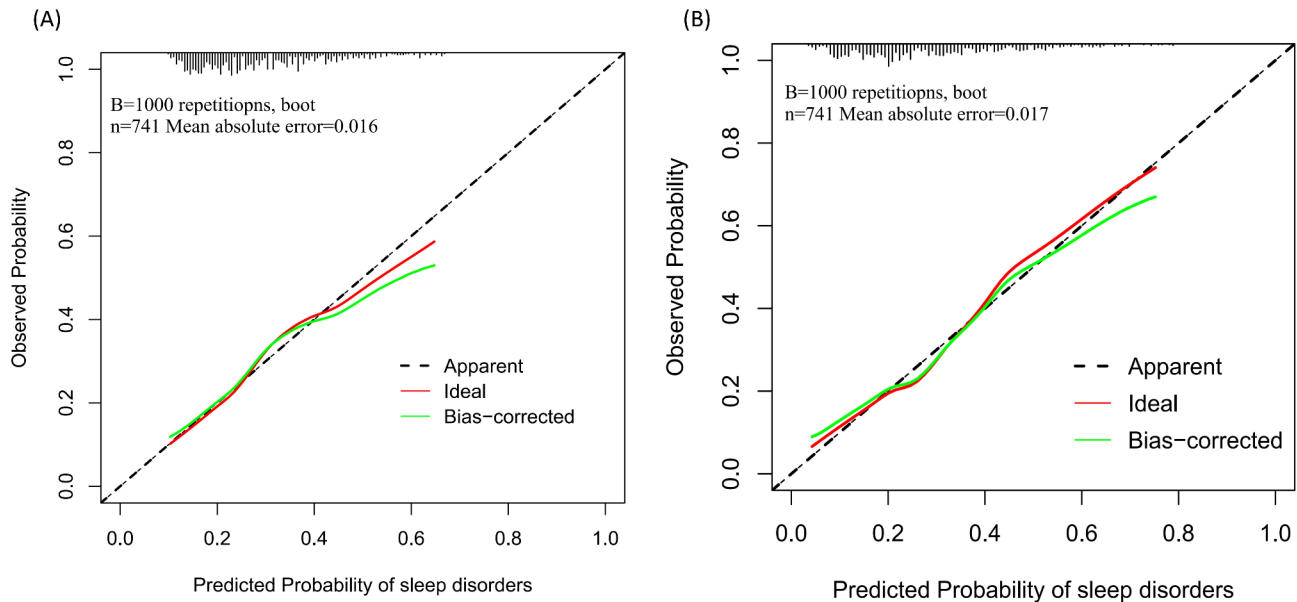 (A)
B=1000 repetitiopns, boot
n=741 Mean absolute error=0.016
Observed Probability
0.0
0.2
0.4
0.6
0.8
1.0
Apparent
Ideal
Bias-corrected
0.0 0.2 0.4 0.6 0.8 1.0
Predicted Probability of sleep disorders
(B)
B=1000 repetitiopns, boot
n=741 Mean absolute error=0.017
Observed Probability
0.0
0.2
0.4
0.6
0.8
1.0
Apparent
Ideal
Bias-corrected
0.0 0.2 0.4 0.6 0.8 1.0
Predicted Probability of sleep disorders